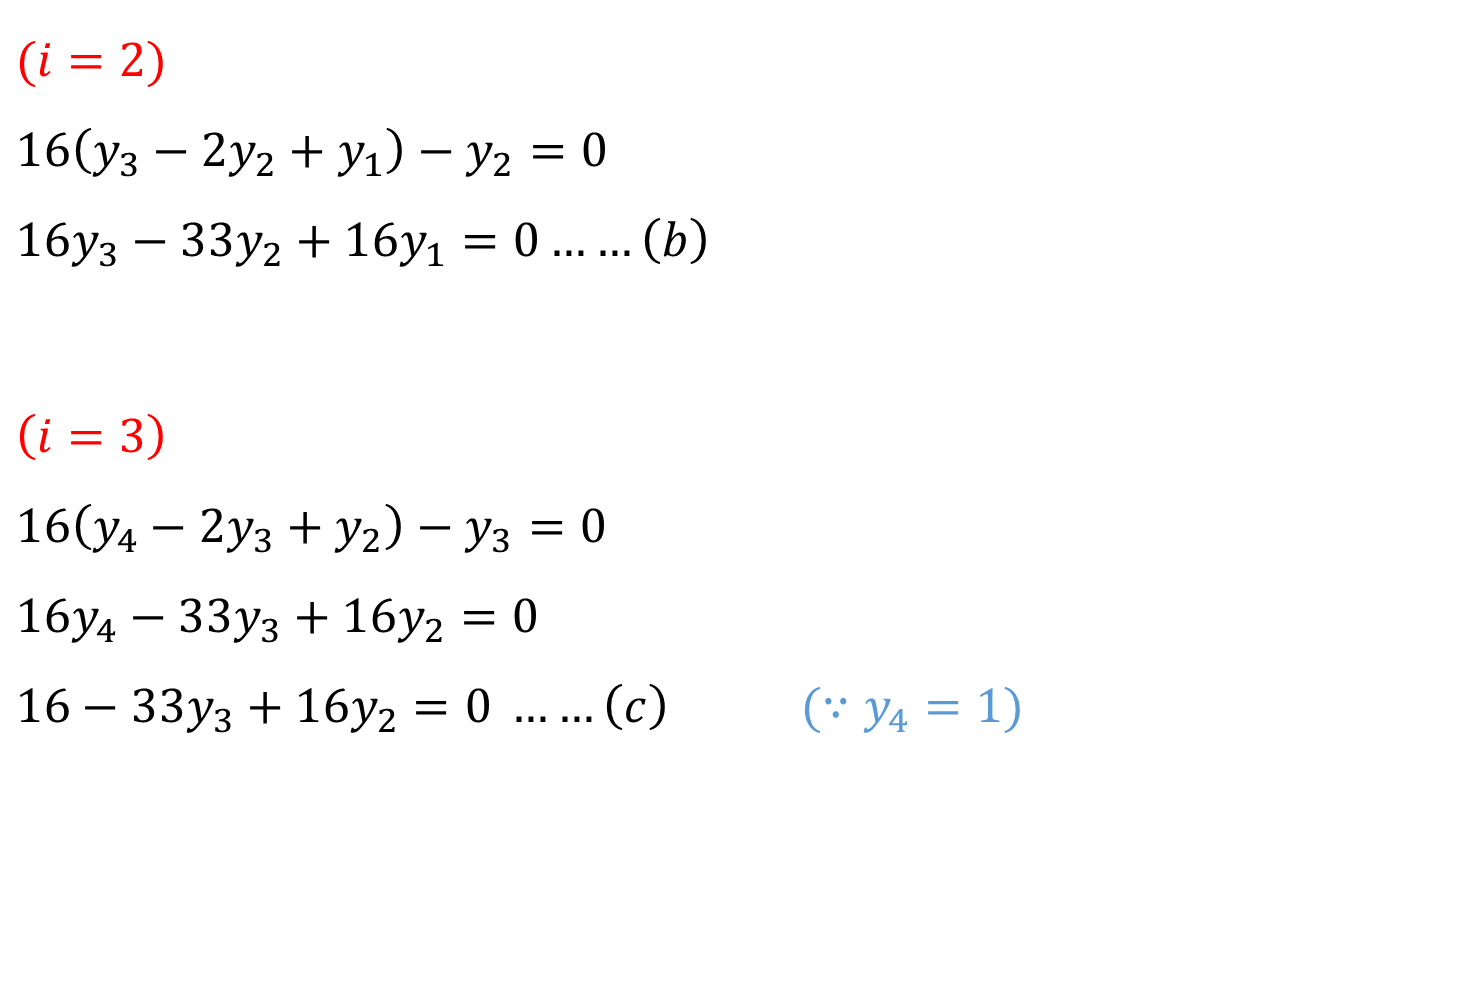 (i = 2)
16(y₃ − 2y₂ + y₁) − y₂ = 0
16y₃ − 33y₂ + 16y₁ = 0 … … (b)
(i = 3)
16(y₄ − 2y₃ + y₂) − y₃ = 0
16y₄ − 33y₃ + 16y₂ = 0
16 − 33y₃ + 16y₂ = 0 … … (c) (∵ y₄ = 1)